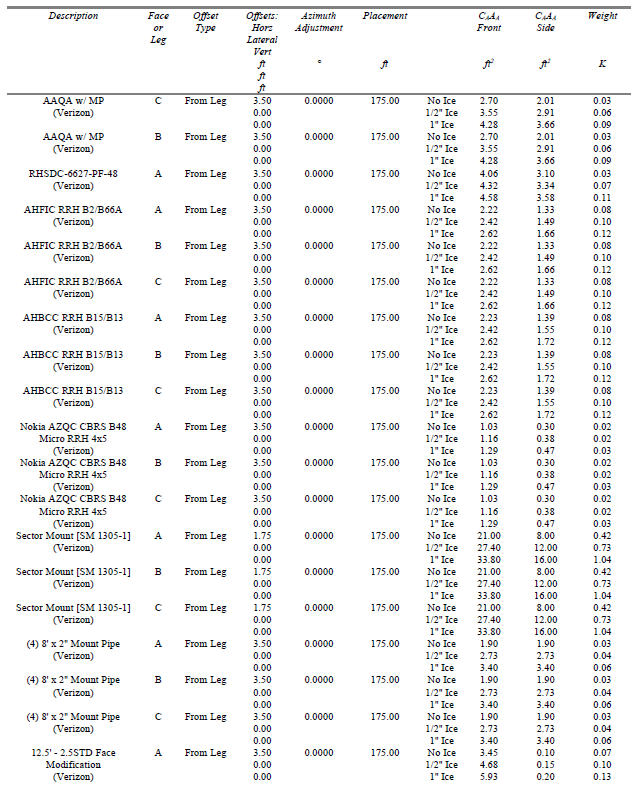 Description Face Offset Offsets: Azimuth Placement CAAA CAAA Weight
or Type Horz Adjustment Front Side
Leg Lateral
Vert
ft ° ft ft² ft² K
ft
ft
AAQA w/ MP C From Leg 3.50 0.0000 175.00 No Ice 2.70 2.01 0.03
(Verizon) 0.00 1/2" Ice 3.55 2.91 0.06
0.00 1" Ice 4.28 3.66 0.09
AAQA w/ MP B From Leg 3.50 0.0000 175.00 No Ice 2.70 2.01 0.03
(Verizon) 0.00 1/2" Ice 3.55 2.91 0.06
0.00 1" Ice 4.28 3.66 0.09
RHSDC-6627-PF-48 A From Leg 3.50 0.0000 175.00 No Ice 4.06 3.10 0.03
(Verizon) 0.00 1/2" Ice 4.32 3.34 0.07
0.00 1" Ice 4.58 3.58 0.11
AHFIC RRH B2/B66A A From Leg 3.50 0.0000 175.00 No Ice 2.22 1.33 0.08
(Verizon) 0.00 1/2" Ice 2.42 1.49 0.10
0.00 1" Ice 2.62 1.66 0.12
AHFIC RRH B2/B66A B From Leg 3.50 0.0000 175.00 No Ice 2.22 1.33 0.08
(Verizon) 0.00 1/2" Ice 2.42 1.49 0.10
0.00 1" Ice 2.62 1.66 0.12
AHFIC RRH B2/B66A C From Leg 3.50 0.0000 175.00 No Ice 2.22 1.33 0.08
(Verizon) 0.00 1/2" Ice 2.42 1.49 0.10
0.00 1" Ice 2.62 1.66 0.12
AHBCC RRH B15/B13 A From Leg 3.50 0.0000 175.00 No Ice 2.23 1.39 0.08
(Verizon) 0.00 1/2" Ice 2.42 1.55 0.10
0.00 1" Ice 2.62 1.72 0.12
AHBCC RRH B15/B13 B From Leg 3.50 0.0000 175.00 No Ice 2.23 1.39 0.08
(Verizon) 0.00 1/2" Ice 2.42 1.55 0.10
0.00 1" Ice 2.62 1.72 0.12
AHBCC RRH B15/B13 C From Leg 3.50 0.0000 175.00 No Ice 2.23 1.39 0.08
(Verizon) 0.00 1/2" Ice 2.42 1.55 0.10
0.00 1" Ice 2.62 1.72 0.12
Nokia AZQC CBRS B48 A From Leg 3.50 0.0000 175.00 No Ice 1.03 0.30 0.02
Micro RRH 4x5 0.00 1/2" Ice 1.16 0.38 0.02
(Verizon) 0.00 1" Ice 1.29 0.47 0.03
Nokia AZQC CBRS B48 B From Leg 3.50 0.0000 175.00 No Ice 1.03 0.30 0.02
Micro RRH 4x5 0.00 1/2" Ice 1.16 0.38 0.02
(Verizon) 0.00 1" Ice 1.29 0.47 0.03
Nokia AZQC CBRS B48 C From Leg 3.50 0.0000 175.00 No Ice 1.03 0.30 0.02
Micro RRH 4x5 0.00 1/2" Ice 1.16 0.38 0.02
(Verizon) 0.00 1" Ice 1.29 0.47 0.03
Sector Mount [SM 1305-1] A From Leg 1.75 0.0000 175.00 No Ice 21.00 8.00 0.42
(Verizon) 0.00 1/2" Ice 27.40 12.00 0.73
0.00 1" Ice 33.80 16.00 1.04
Sector Mount [SM 1305-1] B From Leg 1.75 0.0000 175.00 No Ice 21.00 8.00 0.42
(Verizon) 0.00 1/2" Ice 27.40 12.00 0.73
0.00 1" Ice 33.80 16.00 1.04
Sector Mount [SM 1305-1] C From Leg 1.75 0.0000 175.00 No Ice 21.00 8.00 0.42
(Verizon) 0.00 1/2" Ice 27.40 12.00 0.73
0.00 1" Ice 33.80 16.00 1.04
(4) 8' x 2" Mount Pipe A From Leg 3.50 0.0000 175.00 No Ice 1.90 1.90 0.03
(Verizon) 0.00 1/2" Ice 2.73 2.73 0.04
0.00 1" Ice 3.40 3.40 0.06
(4) 8' x 2" Mount Pipe B From Leg 3.50 0.0000 175.00 No Ice 1.90 1.90 0.03
(Verizon) 0.00 1/2" Ice 2.73 2.73 0.04
0.00 1" Ice 3.40 3.40 0.06
(4) 8' x 2" Mount Pipe C From Leg 3.50 0.0000 175.00 No Ice 1.90 1.90 0.03
(Verizon) 0.00 1/2" Ice 2.73 2.73 0.04
0.00 1" Ice 3.40 3.40 0.06
12.5' - 2.5STD Face A From Leg 3.50 0.0000 175.00 No Ice 3.45 0.10 0.07
Modification 0.00 1/2" Ice 4.68 0.15 0.10
(Verizon) 0.00 1" Ice 5.93 0.20 0.13